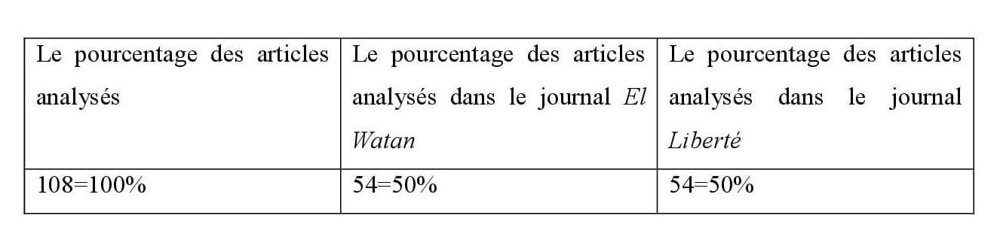 Le pourcentage des articles
analysés
Le pourcentage des articles
analysés dans le journal El
Watan
Le pourcentage des articles
analysés dans le journal
Liberté
108=100%
54=50%
54=50%